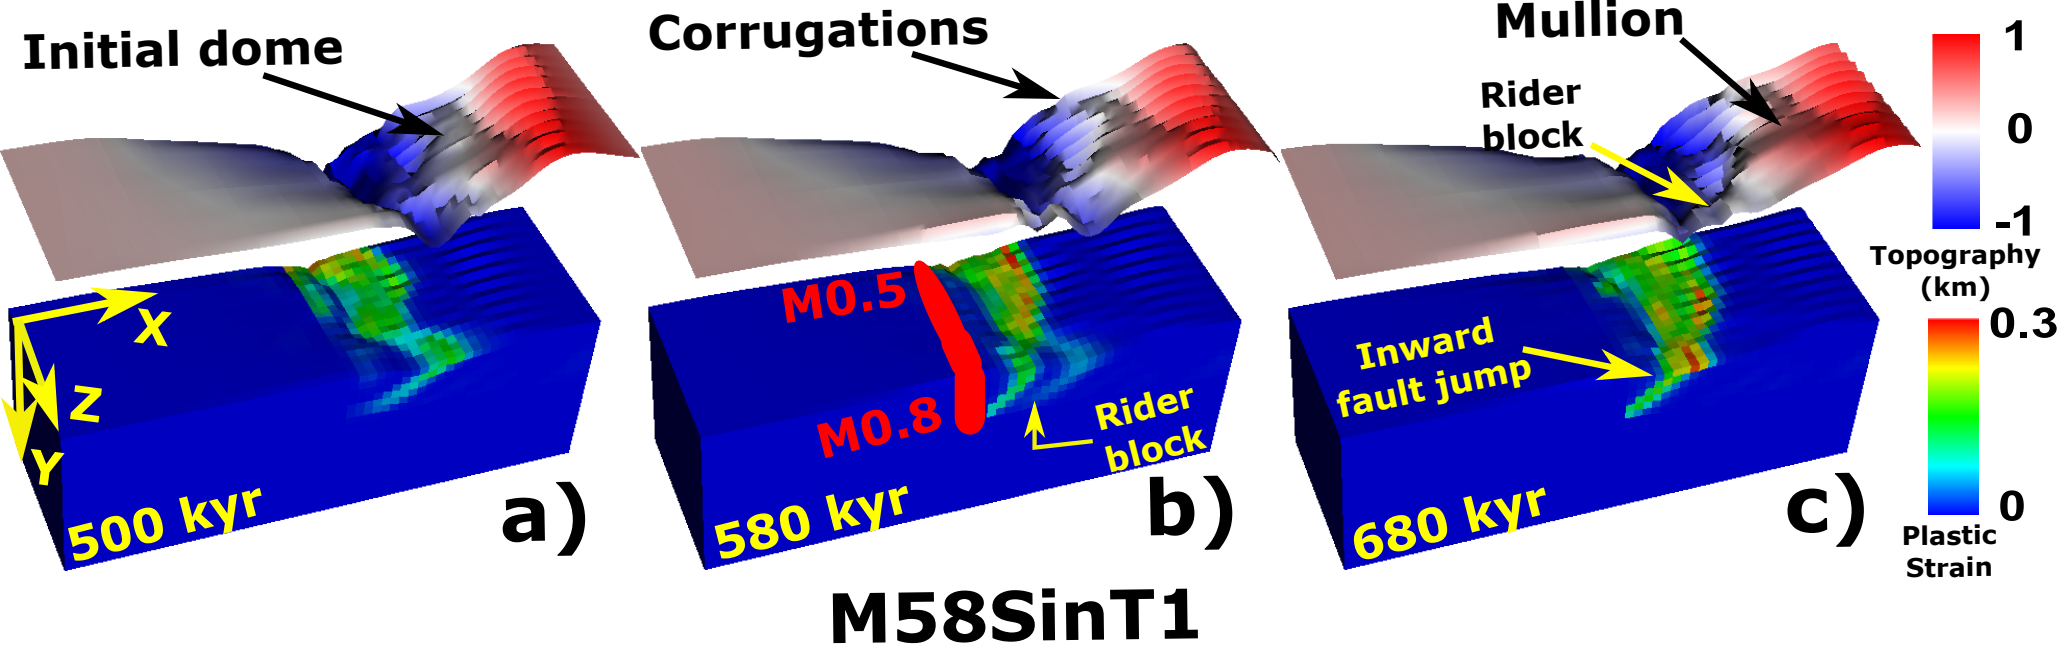 Initial dome
X
Z
Y
500 kyr
a)
Corrugations
M0.5
M0.8
Rider
block
580 kyr
b)
Mullion
Rider
block
Inward
fault jump
680 kyr
c)
1
0
-1
Topography
(km)
0.3
0
Plastic
Strain
M58SinT1